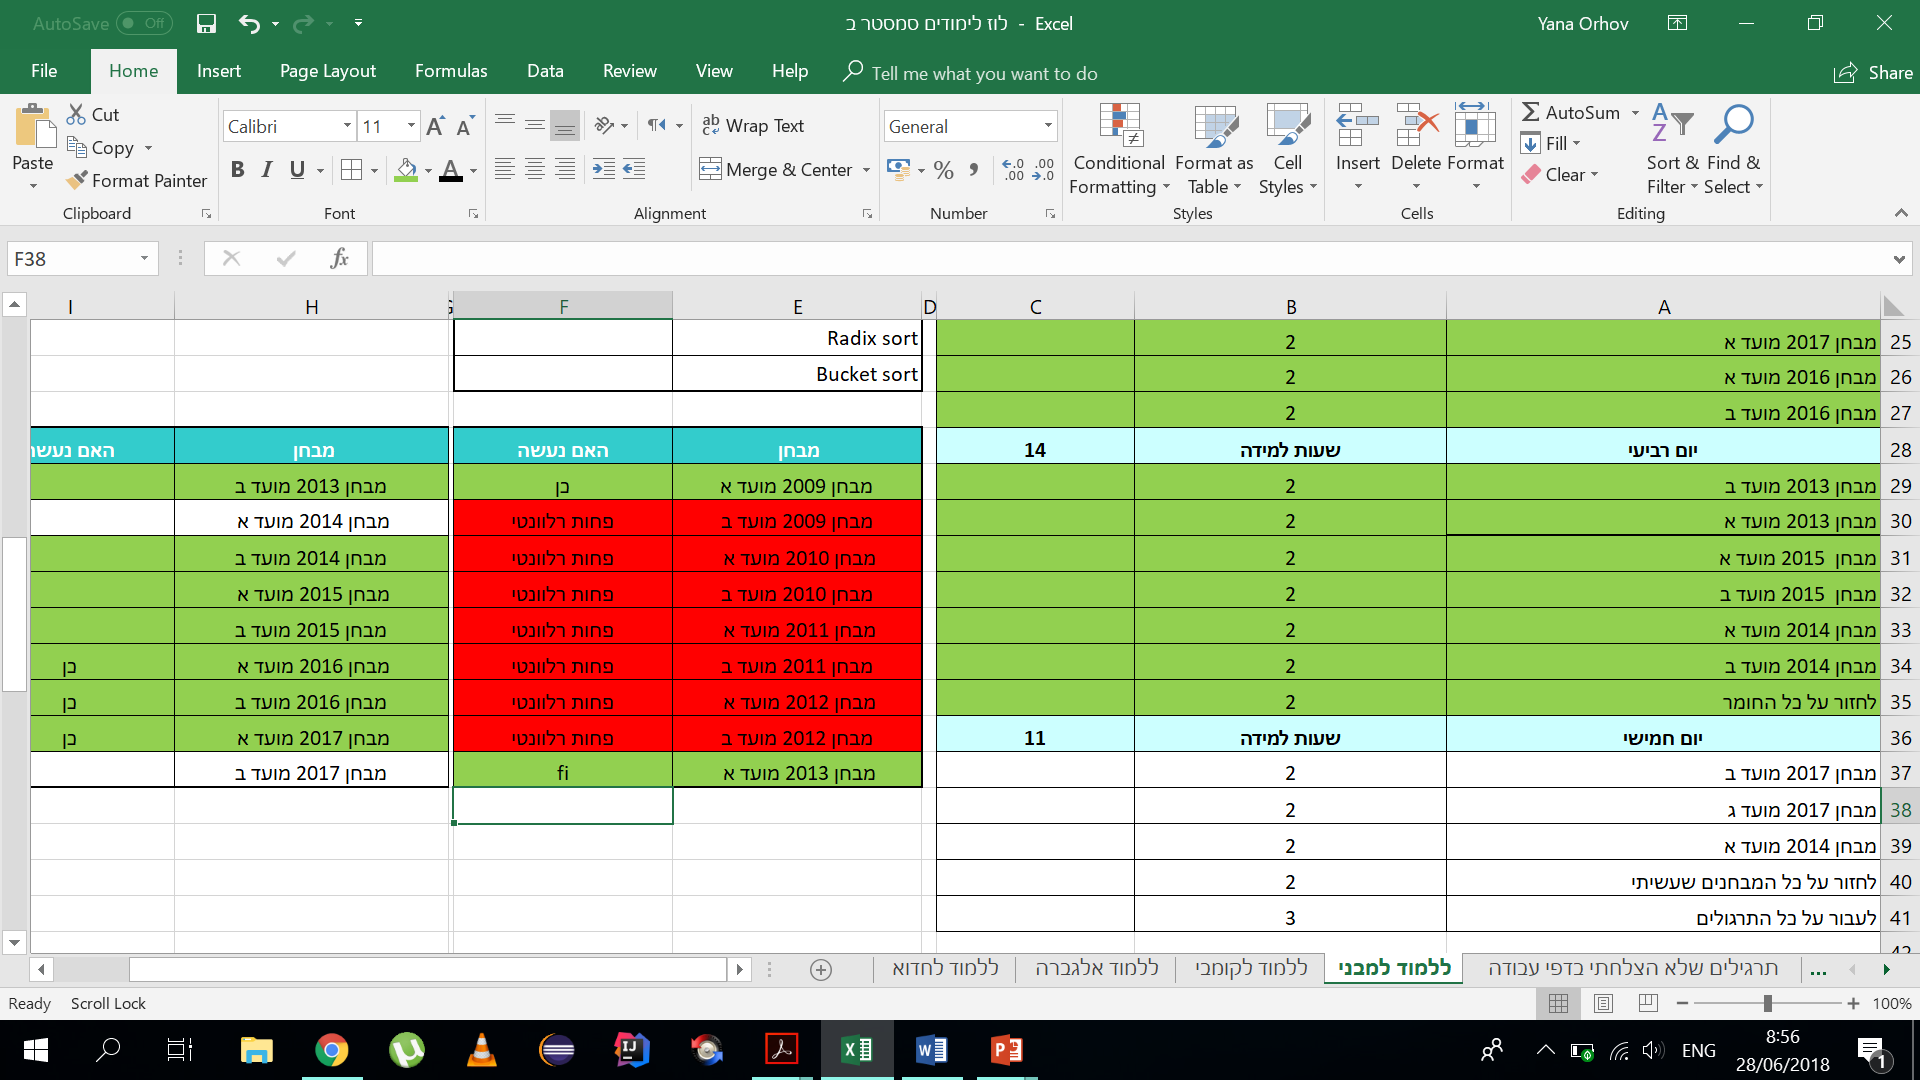 AutoSave Off
לוז לימודים סמסטר ב - Excel
Yana Orhov
File Home Insert Page Layout Formulas Data Review View Help Tell me what you want to do Share
Paste Cut
Copy
Format Painter
Clipboard
Calibri 11
B I U
Font
Wrap Text
Merge & Center
Alignment
General
Number
Conditional Formatting
Format as Table
Cell Styles
Styles
Insert Delete Format
Cells
AutoSum
Fill
Clear
Sort & Filter
Find & Select
Editing
F38 fx
I H F E D C B A
Radix sort 2 מבחן 2017 מועד א 25
Bucket sort 2 מבחן 2016 מועד א 26
2 מבחן 2016 מועד ב 27
האם נעשה מבחן האם נעשה מבחן 14 שעות למידה יום רביעי 28
מבחן 2013 מועד ב כן מבחן 2009 מועד א 2 מבחן 2013 מועד ב 29
מבחן 2014 מועד א פחות רלוונטי מבחן 2009 מועד ב 2 מבחן 2013 מועד א 30
מבחן 2014 מועד ב פחות רלוונטי מבחן 2010 מועד א 2 מבחן 2015 מועד א 31
מבחן 2015 מועד א פחות רלוונטי מבחן 2010 מועד ב 2 מבחן 2015 מועד ב 32
מבחן 2015 מועד ב פחות רלוונטי מבחן 2011 מועד א 2 מבחן 2014 מועד א 33
כן מבחן 2016 מועד א פחות רלוונטי מבחן 2011 מועד ב 2 מבחן 2014 מועד ב 34
כן מבחן 2016 מועד ב פחות רלוונטי מבחן 2012 מועד א 2 לחזור על כל החומר 35
כן מבחן 2017 מועד א פחות רלוונטי מבחן 2012 מועד ב 11 שעות למידה יום חמישי 36
מבחן 2017 מועד ב fi מבחן 2013 מועד א 2 מבחן 2017 מועד ב 37
2 מבחן 2017 מועד ג 38
2 מבחן 2014 מועד א 39
2 לחזור על כל המבחנים שעשיתי 40
3 לעבור על כל התרגולים 41
42
ללמוד לחדוא ללמוד אלגברה ללמוד לקומבי ללמוד למבני תרגילים שלא הצלחתי בדפי עבודה ...
Ready Scroll Lock 100%
ENG 8:56
28/06/2018
1